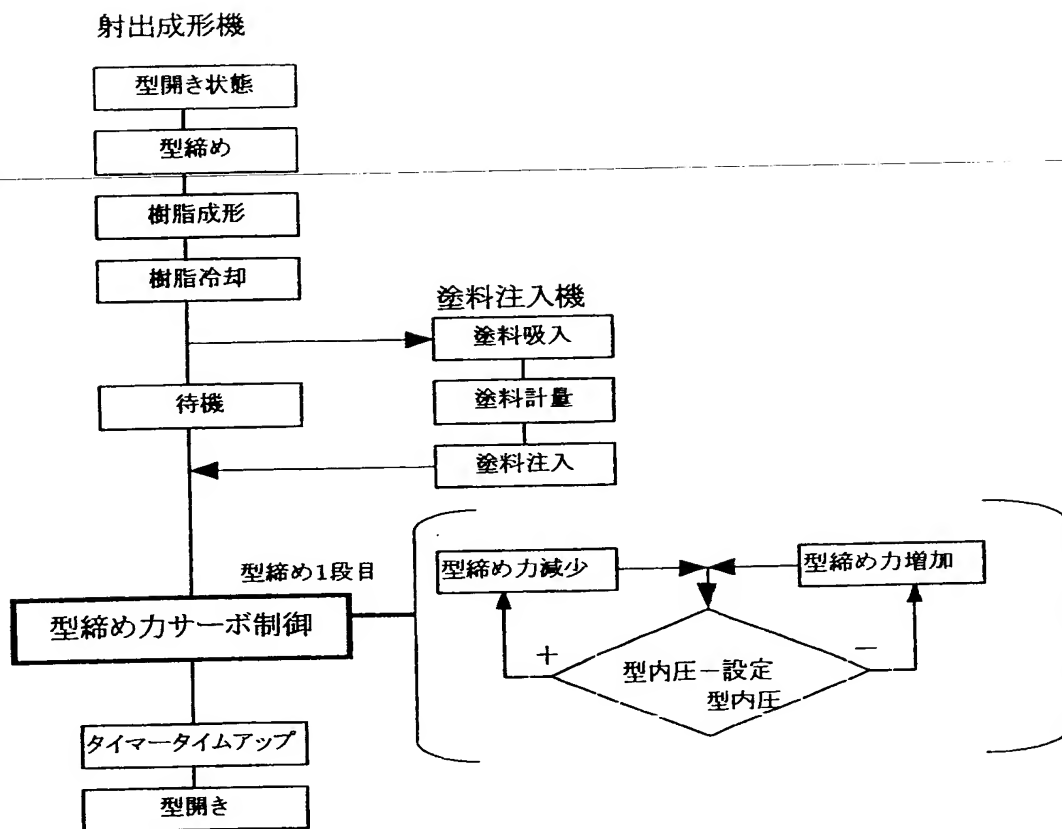 射出成形機
型開き状態
型締め
樹脂成形
樹脂冷却
塗料注入機
塗料吸入
塗料計量
塗料注入
待機
型締め1段目
型締め力サーボ制御
型締め力減少
型締め力増加
+
−
型内圧−設定
型内圧
タイマータイムアップ
型開き